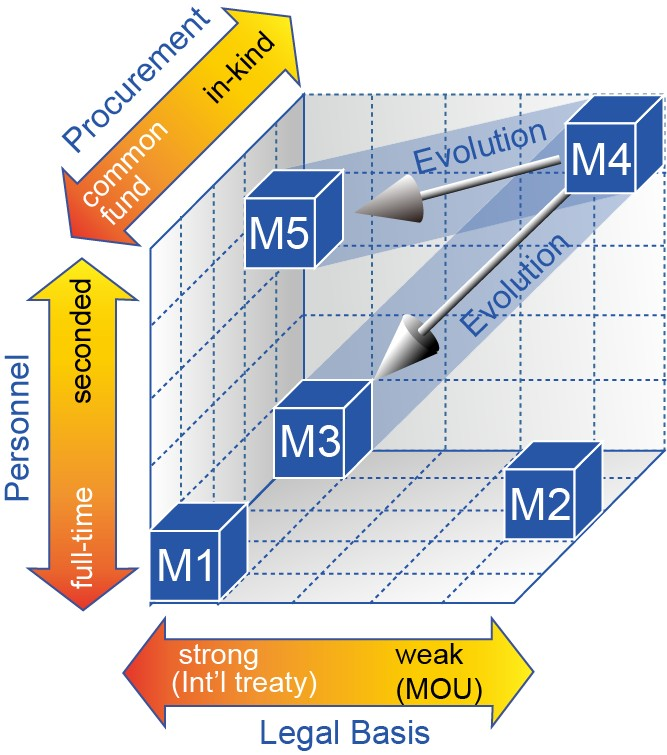 Procurement
in-kind
common
fund
Evolution
M4
M5
Evolution
Personnel
seconded
full-time
M3
M2
M1
strong
(Int'l treaty)
weak
(MOU)
Legal Basis